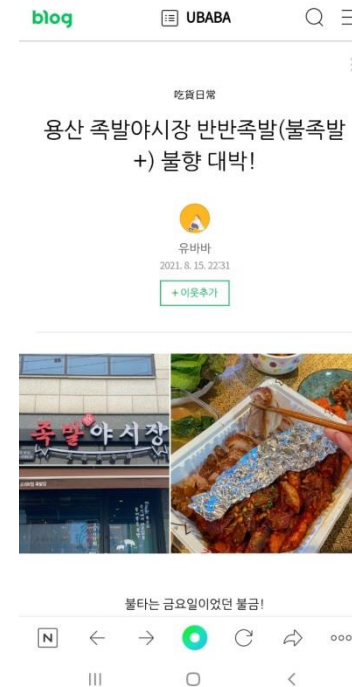 blog
UBABA
吃貨日常
용산 족발야시장 반반족발(불족발
+) 불향 대박!
유바바
2021. 8. 15. 22:31
+ 이웃추가
족발야시장
불타는 금요일이었던 불금!
N